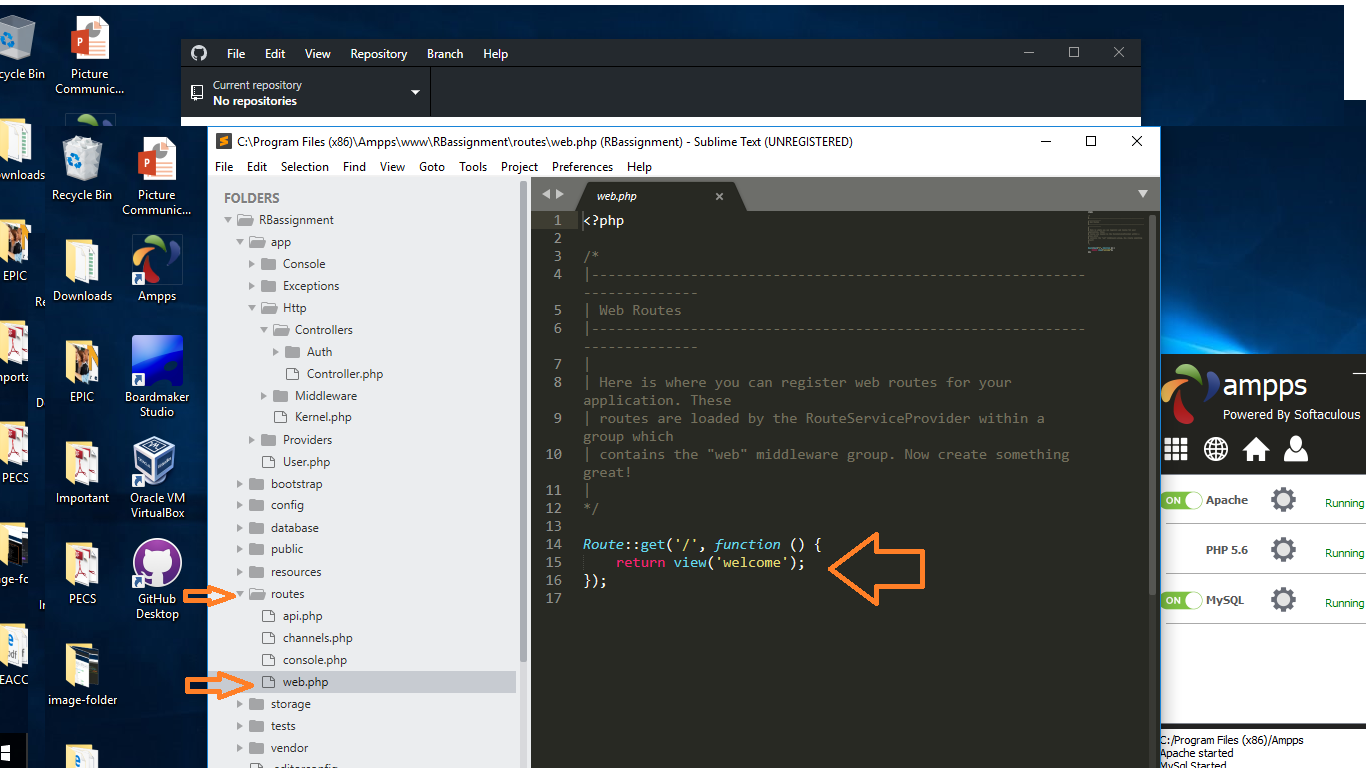 File Edit View Repository Branch Help
Current repository
No repositories
cycle Bin
Picture
Communic...
wnloads
EPIC
PECS
Recycle Bin
Picture
Communic...
Downloads
Ampps
EPIC
Boardmaker
Studio
Important
Oracle VM
VirtualBox
PECS
GitHub
Desktop
image-folder
C:\Program Files (x86)\Ampps\www\RBassignment\routes\web.php (RBassignment) - Sublime Text (UNREGISTERED)
File Edit Selection Find View Goto Tools Project Preferences Help
FOLDERS
RBassignment
app
Console
Exceptions
Http
Controllers
Auth
Controller.php
Middleware
Kernel.php
Providers
User.php
bootstrap
config
database
public
resources
routes
api.php
channels.php
console.php
web.php
storage
tests
vendor
.editorconfig
web.php
1 <?php
2
3 /*
4 |--------------------------------------------------------------------------
5 | Web Routes
6 |--------------------------------------------------------------------------
7 |
8 | Here is where you can register web routes for your
application. These
9 | routes are loaded by the RouteServiceProvider within a
group which
10 | contains the "web" middleware group. Now create something
great!
11 |
12 */
13
14 Route::get('/', function () {
15 return view('welcome');
16 });
17
ampps
Powered By Softaculous
ON Apache Running
PHP 5.6 Running
ON MySQL Running
C:/Program Files (x86)/Ampps
Apache started
MySql Started